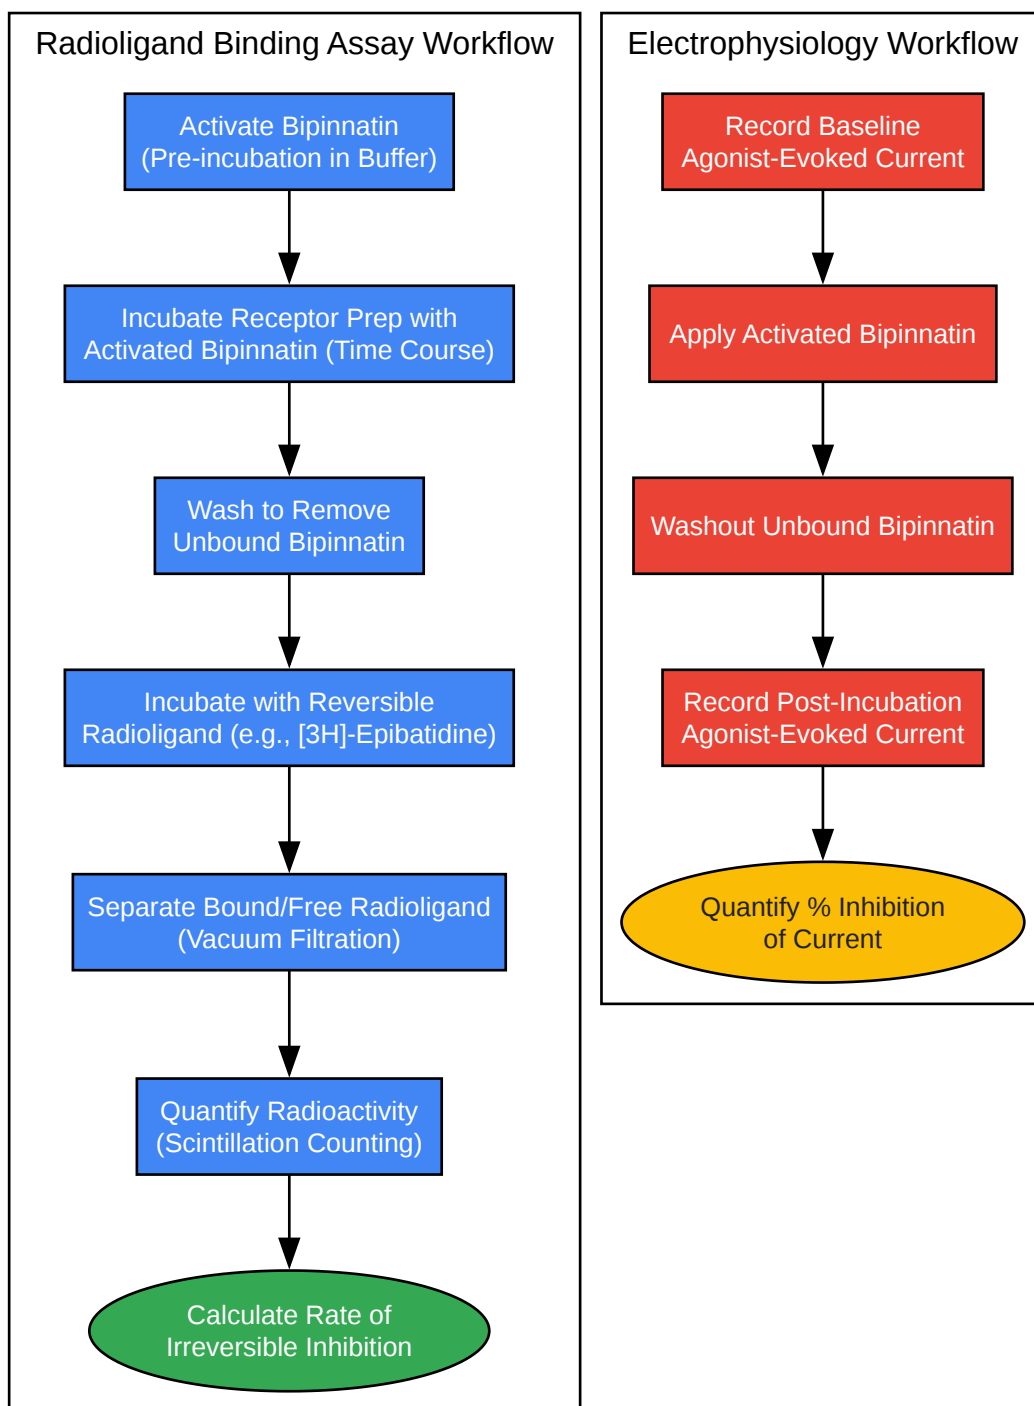 Radioligand Binding Assay Workflow
Activate Bipinnatin
(Pre-incubation in Buffer)
Incubate Receptor Prep with
Activated Bipinnatin (Time Course)
Wash to Remove
Unbound Bipinnatin
Incubate with Reversible
Radioligand (e.g., [3H]-Epibatidine)
Separate Bound/Free Radioligand
(Vacuum Filtration)
Quantify Radioactivity
(Scintillation Counting)
Calculate Rate of
Irreversible Inhibition
Electrophysiology Workflow
Record Baseline
Agonist-Evoked Current
Apply Activated Bipinnatin
Washout Unbound Bipinnatin
Record Post-Incubation
Agonist-Evoked Current
Quantify % Inhibition
of Current